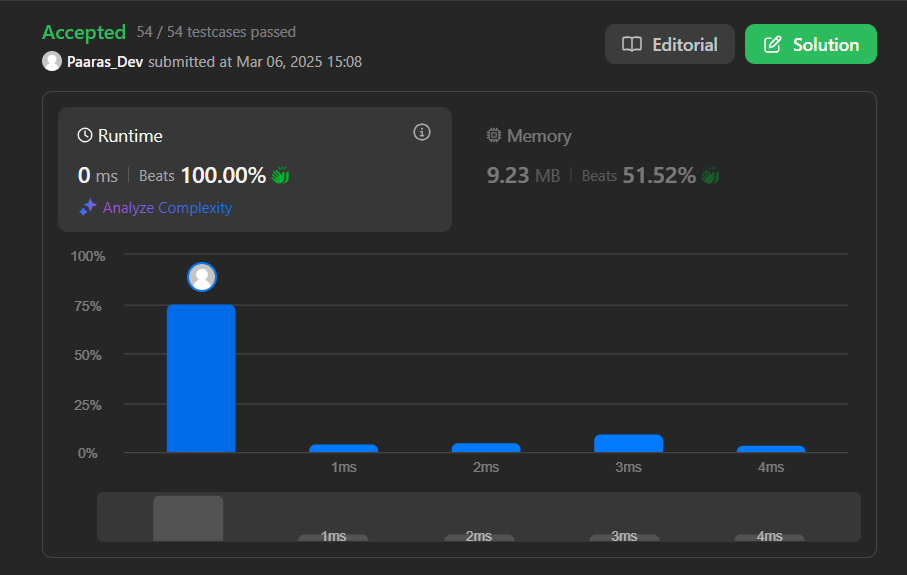 Accepted 54 / 54 testcases passed
Editorial
Solution
Paaras_Dev submitted at Mar 06, 2025 15:08
Runtime
0 ms | Beats 100.00%
Analyze Complexity
Memory
9.23 MB | Beats 51.52%
100%
75%
50%
25%
0%
1ms 2ms 3ms 4ms
1ms 2ms 3ms 4ms